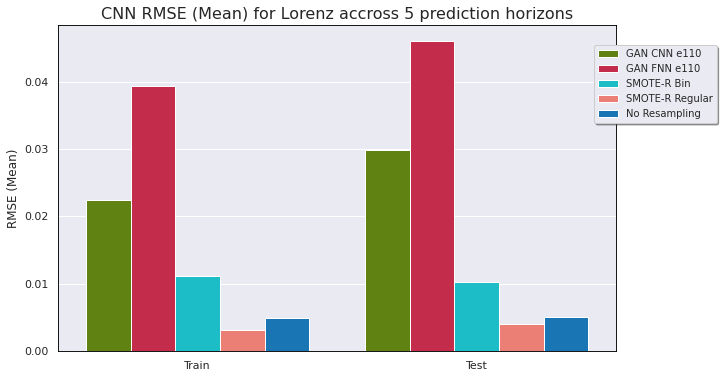 CNN RMSE (Mean) for Lorenz accross 5 prediction horizons
GAN CNN e110
GAN FNN e110
SMOTE-R Bin
SMOTE-R Regular
No Resampling
RMSE (Mean)
0.04
0.03
0.02
0.01
0.00
Train
Test